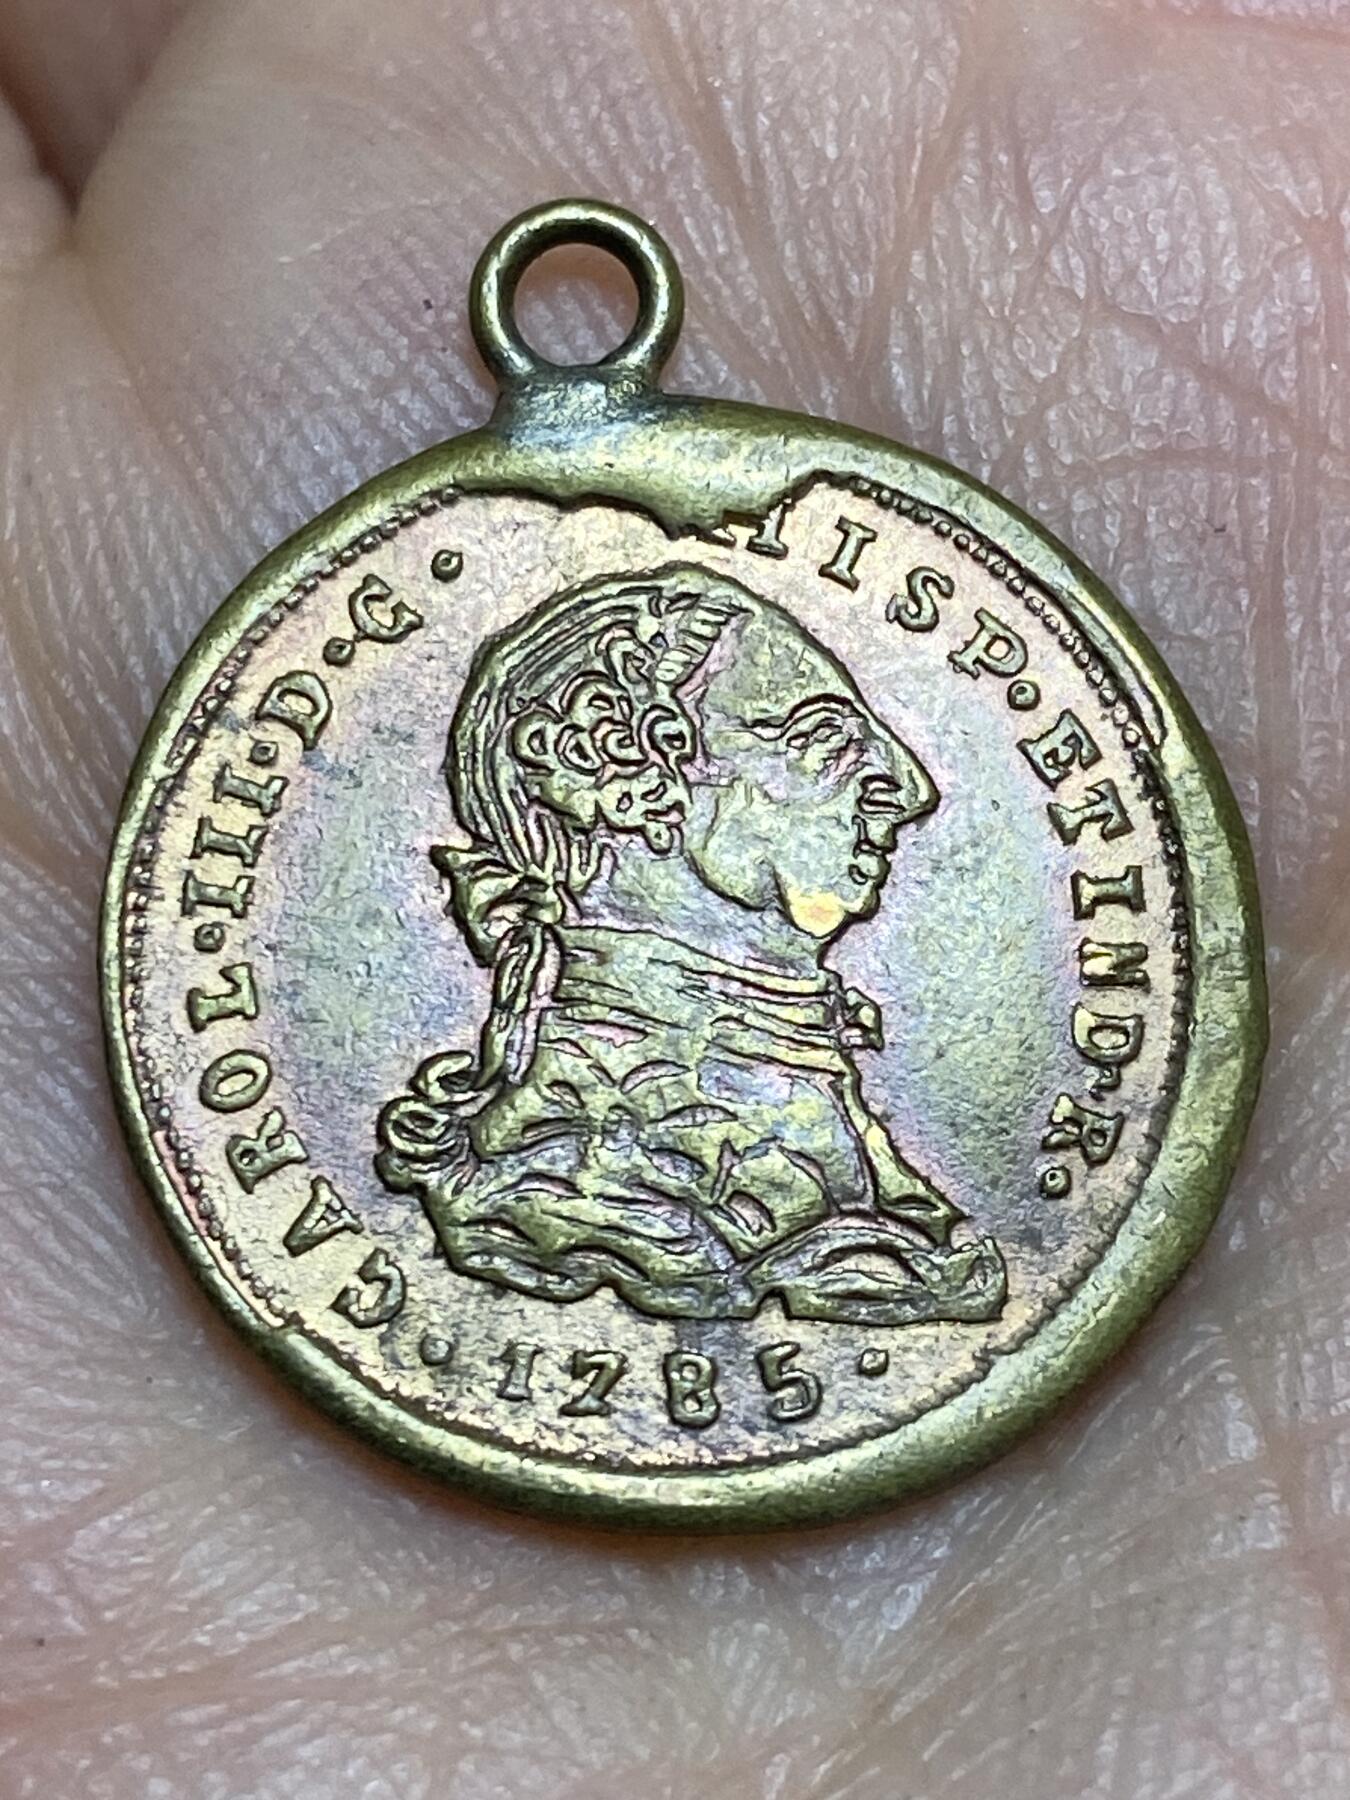 CAROL·III·D·G· HISP·ET IND·R·
·1785·